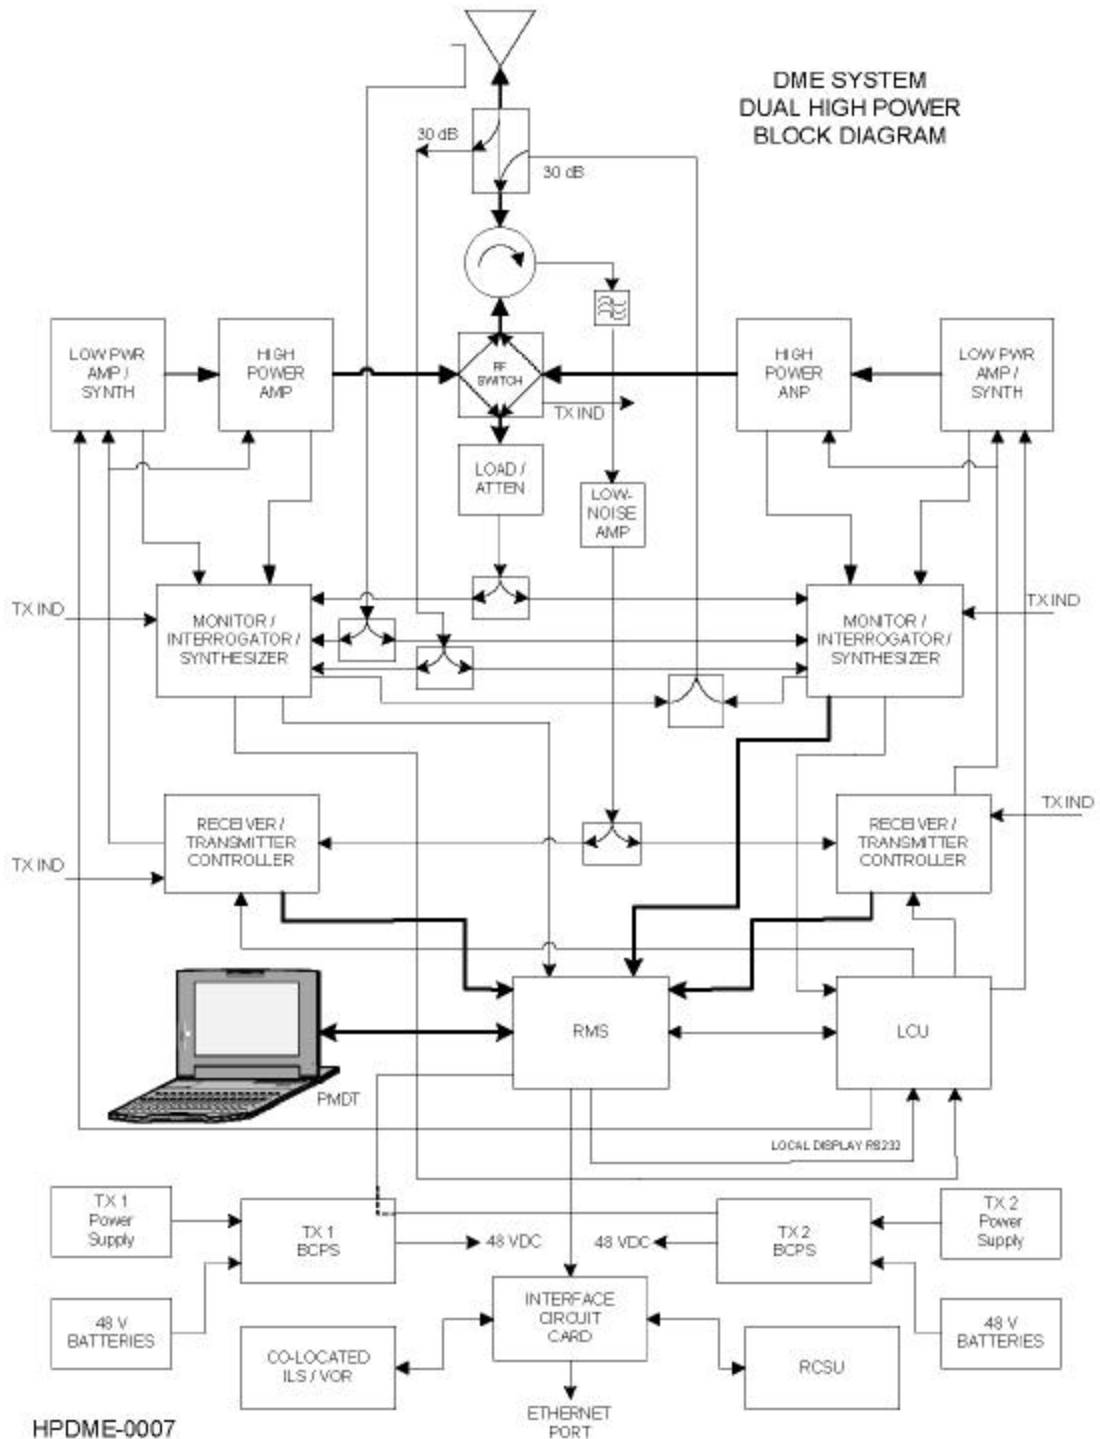 DME SYSTEM
DUAL HIGH POWER
BLOCK DIAGRAM
30 dB
30 dB
LOW PWR
AMP /
SYNTH
HIGH
POWER
AMP
RF
SWITCH
TX IND
HIGH
POWER
ANP
LOW PWR
AMP /
SYNTH
LOAD /
ATTEN
LOW-
NOISE
AMP
TX IND
MONITOR /
INTERROGATOR /
SYNTHESIZER
MONITOR /
INTERROGATOR /
SYNTHESIZER
TX IND
RECEIVER /
TRANSMITTER
CONTROLLER
TX IND
RECEIVER /
TRANSMITTER
CONTROLLER
TX IND
RMS
LCU
PMDT
LOCAL DISPLAY RS232
TX 1
Power
Supply
TX 1
BCPS
48 VDC
48 VDC
TX 2
BCPS
TX 2
Power
Supply
48 V
BATTERIES
INTERFACE
CIRCUIT
CARD
48 V
BATTERIES
CO-LOCATED
ILS / VOR
RCSU
ETHERNET
PORT
HPDME-0007